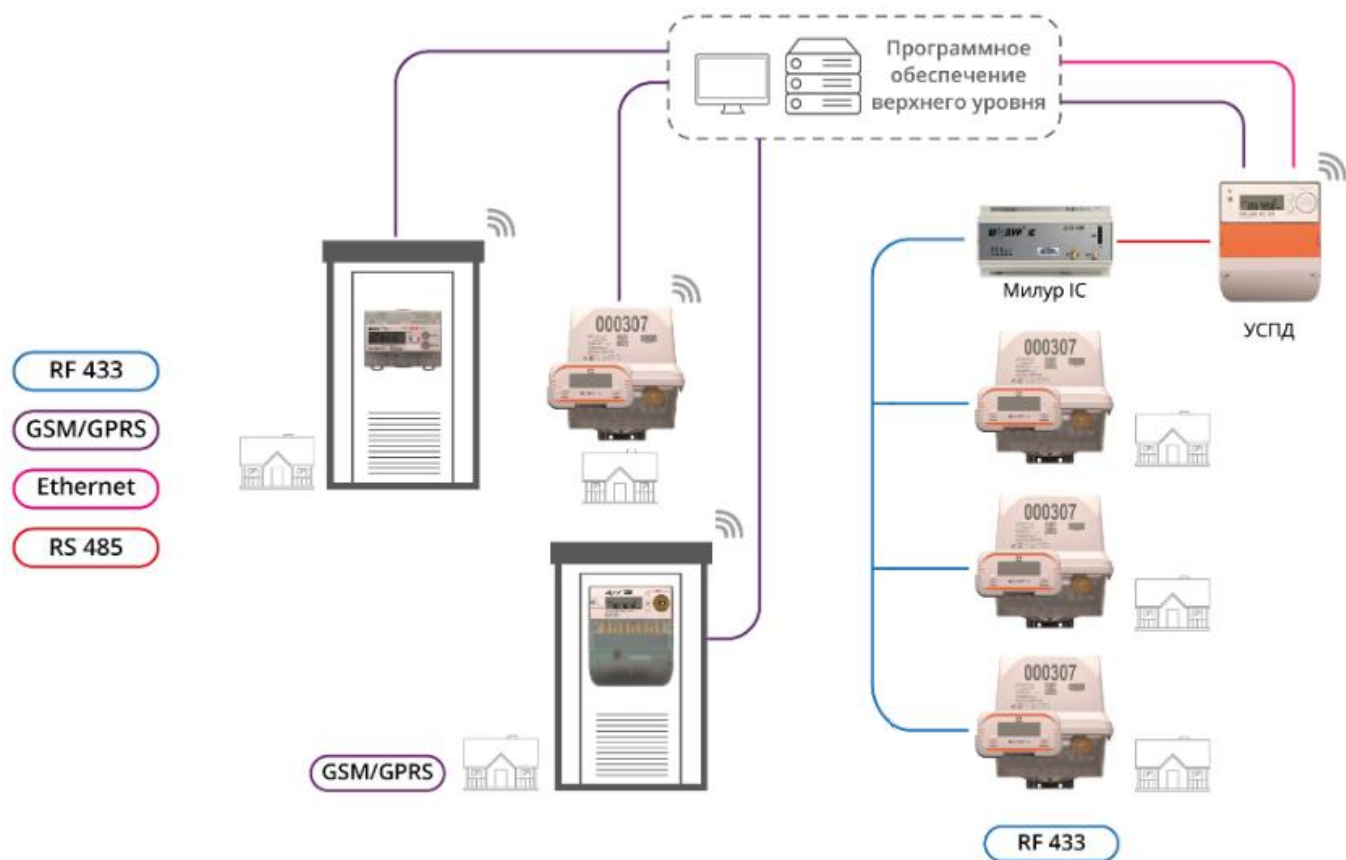 Программное
обеспечение
верхнего уровня
Милур IC
УСПД
RF 433
GSM/GPRS
Ethernet
RS 485
000307
000307
000307
000307
GSM/GPRS
RF 433